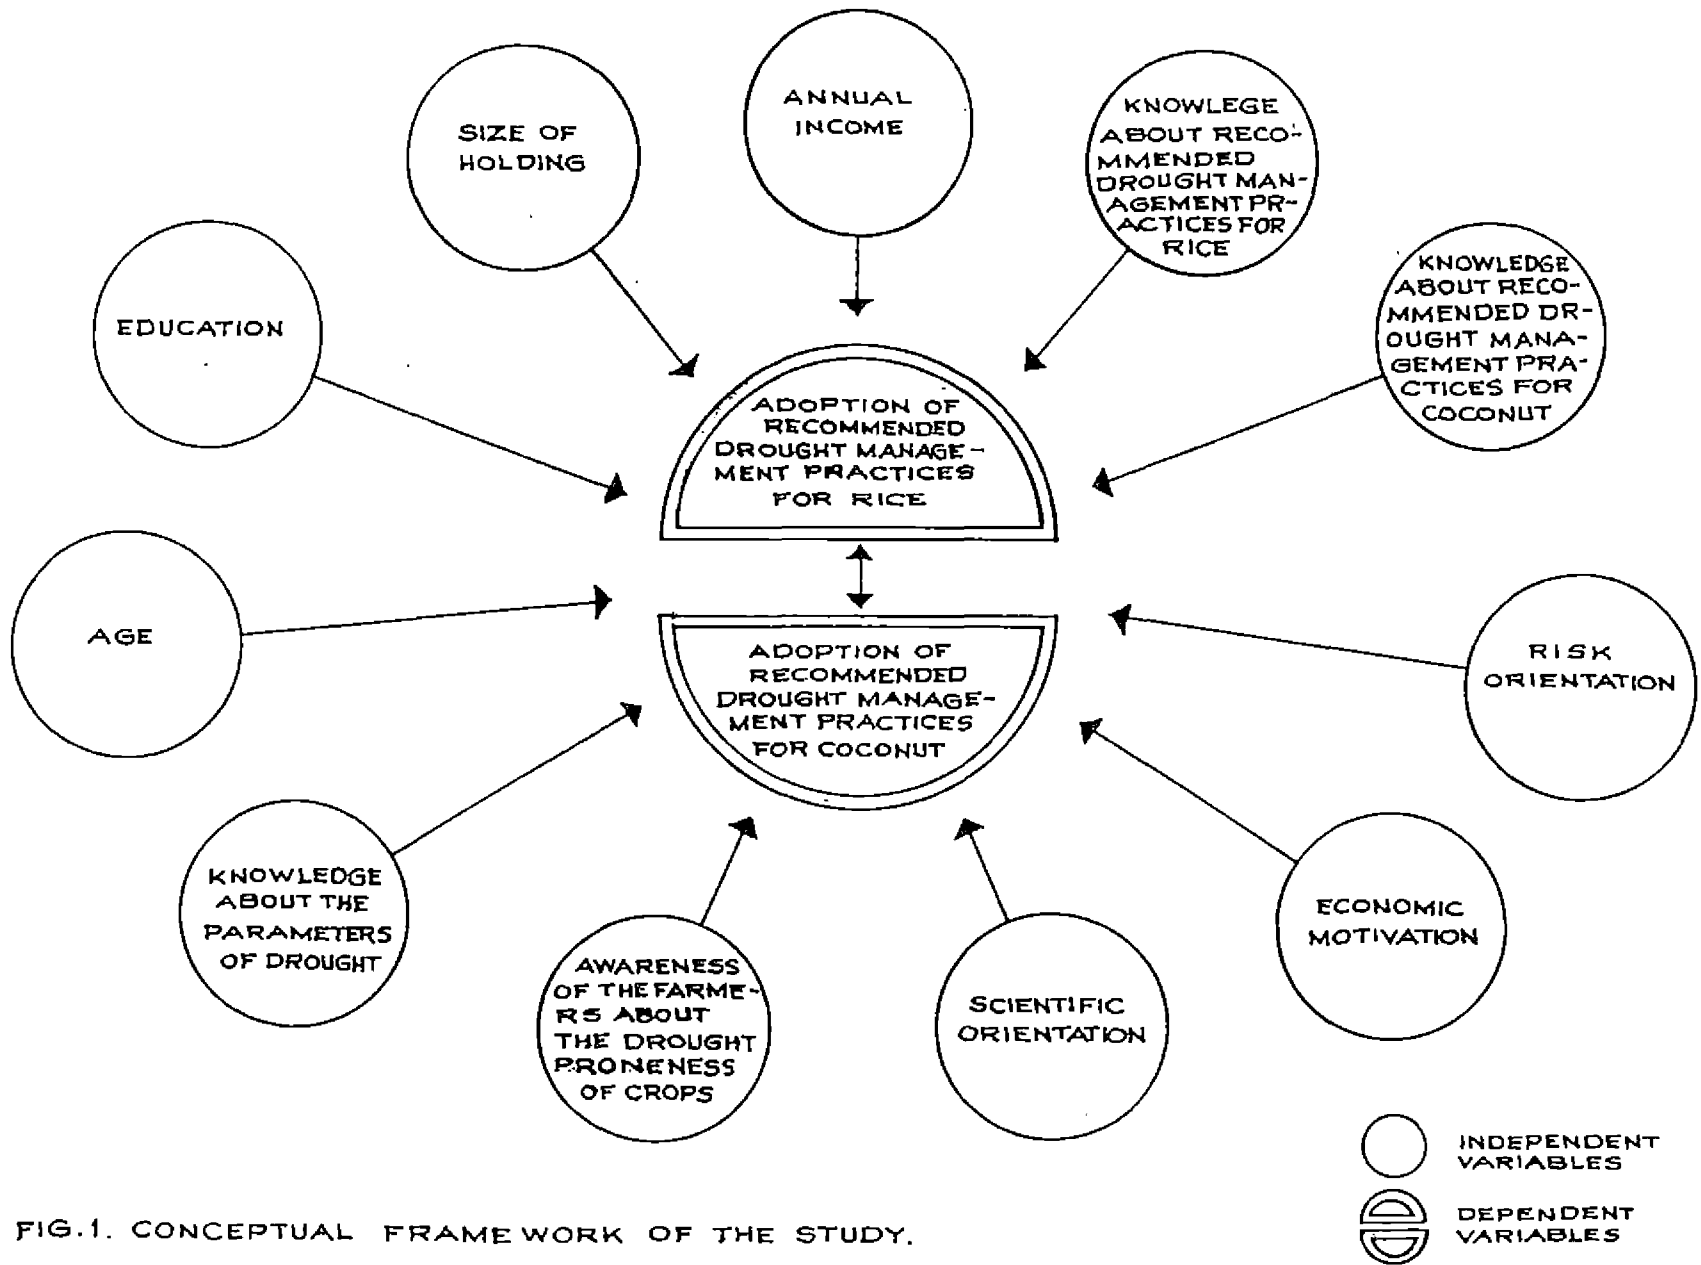 ANNUAL
INCOME
SIZE OF
HOLDING
KNOWLEGE
ABOUT RECO-
MMENDED
DROUGHT MAN-
AGEMENT PR-
ACTICES FOR
RICE
EDUCATION
KNOWLEDGE
ABOUT RECO-
MMENDED DR-
OUGHT MANA-
GEMENT PRA-
CTICES FOR
COCONUT
ADOPTION OF
RECOMMENDED
DROUGHT MANAGE-
MENT PRACTICES
FOR RICE
AGE
ADOPTION OF
RECOMMENDED
DROUGHT MANAGE-
MENT PRACTICES
FOR COCONUT
RISK
ORIENTATION
KNOWLEDGE
ABOUT THE
PARAMETERS
OF DROUGHT
ECONOMIC
MOTIVATION
AWARENESS
OF THE FARME-
RS ABOUT
THE DROUGHT
PRONENESS
OF CROPS
SCIENTIFIC
ORIENTATION
INDEPENDENT
VARIABLES
DEPENDENT
VARIABLES
FIG.1. CONCEPTUAL FRAME WORK OF THE STUDY.